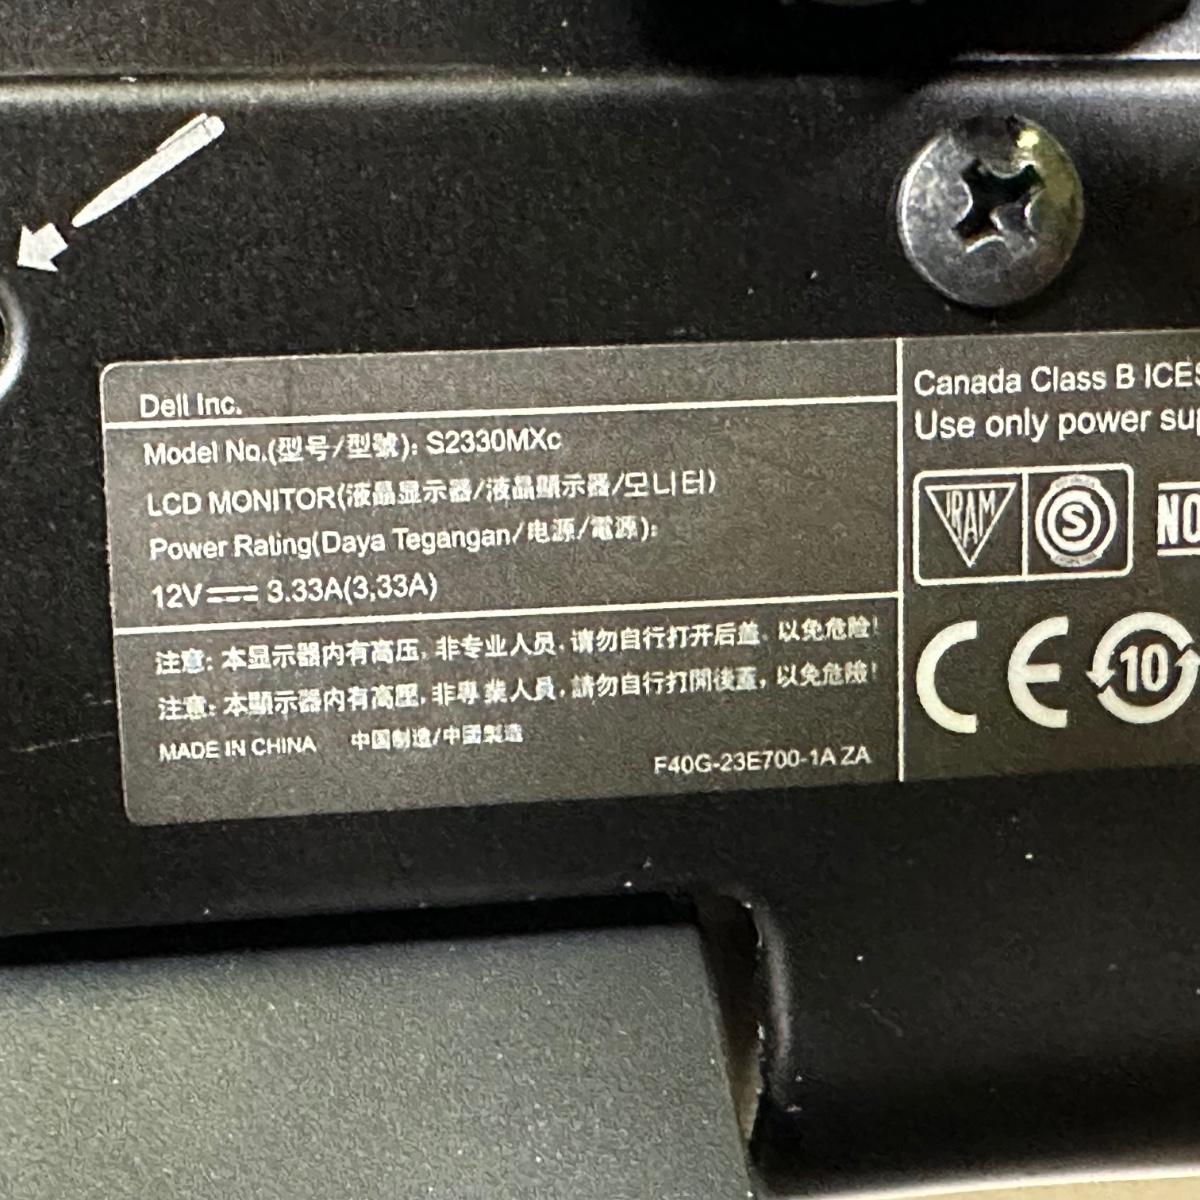 Dell Inc.
Model No.(型号/型號): S2330MXc
LCD MONITOR(液晶显示器/液晶顯示器/모니터)
Power Rating(Daya Tegangan/电源/電源):
12V⎓ 3.33A(3,33A)
注意: 本显示器内有高压, 非专业人员, 请勿自行打开后盖, 以免危险!
注意: 本顯示器内有高壓, 非專業人員, 請勿自行打開後蓋, 以免危險!
MADE IN CHINA 中国制造/中國製造
F40G-23E700-1A ZA
Canada Class B ICES
Use only power sup
IRAM
S
NO
CE
10